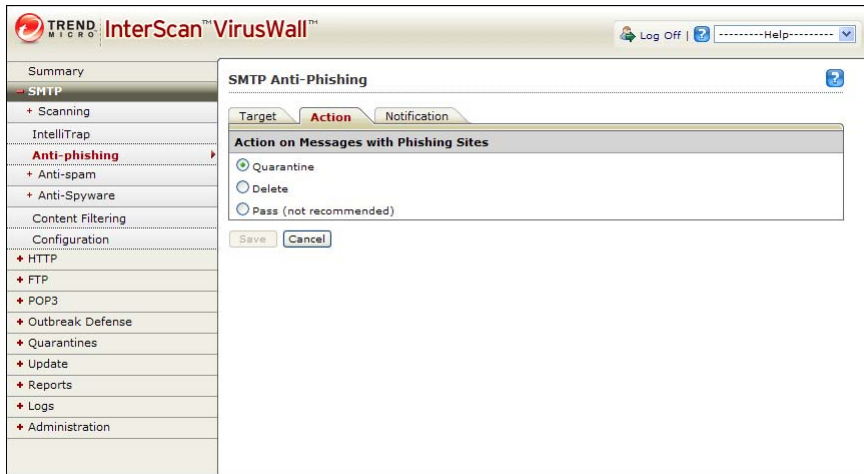 TREND MICRO InterScan™ VirusWall™
Log Off | ? ---------Help---------
Summary
- SMTP
+ Scanning
IntelliTrap
Anti-phishing
+ Anti-spam
+ Anti-Spyware
Content Filtering
Configuration
+ HTTP
+ FTP
+ POP3
+ Outbreak Defense
+ Quarantines
+ Update
+ Reports
+ Logs
+ Administration
SMTP Anti-Phishing ?
Target Action Notification
Action on Messages with Phishing Sites
Quarantine
Delete
Pass (not recommended)
Save Cancel